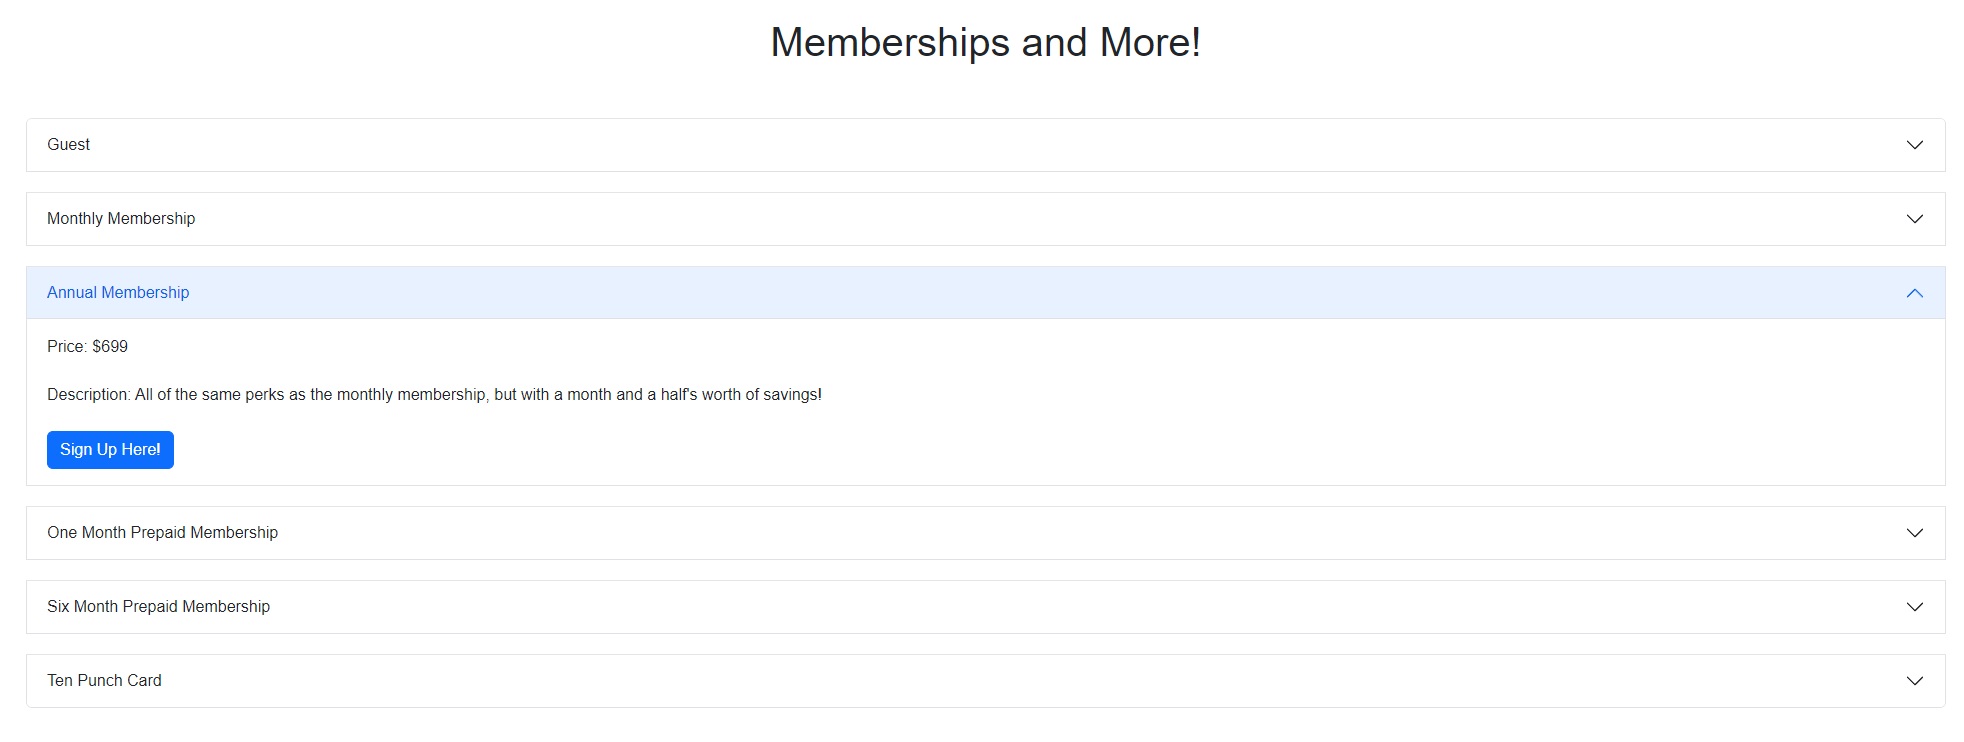 Memberships and More!
Guest
Monthly Membership
Annual Membership
Price: $699
Description: All of the same perks as the monthly membership, but with a month and a half's worth of savings!
Sign Up Here!
One Month Prepaid Membership
Six Month Prepaid Membership
Ten Punch Card